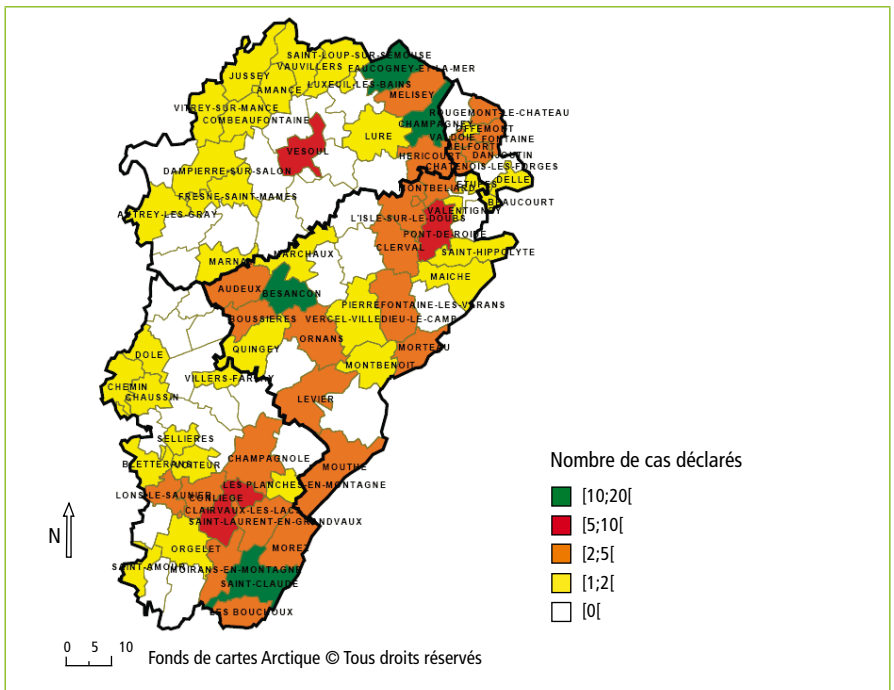 SAINT-LOUP-SUR-SEMOUSE
VAUVILLERS
FAUCOGNEY-ET-LA-MER
JUSSEY
AMANCE
LUXEUIL-LES-BAINS
MELISEY
VITREY-SUR-MANCE
COMBEAUFONTAINE
ROUGEMONT-LE-CHATEAU
CHAMPAGNEY
OFFEMONT
LURE
VALDOIE
FONTAINE
BELFORT
VESOUL
HERICOURT
DANJOUTIN
CHATENOIS-LES-FORGES
DAMPIERRE-SUR-SALON
MONTBELIARD
ETUPES
DELLE
FRESNE-SAINT-MAMES
BEAUCOURT
AUTREY-LES-GRAY
L'ISLE-SUR-LE-DOUBS
VALENTIGNEY
PONT-DE-ROIDE
CLERVAL
SAINT-HIPPOLYTE
MARNAY
MARCHAUX
MAICHE
AUDEUX
BESANCON
PIERREFONTAINE-LES-VARANS
BOUSSIERES
VERCEL-VILLEDIEU-LE-CAMP
ORNANS
QUINGEY
MORTEAU
DOLE
MONTBENOIT
VILLERS-FARLAY
CHEMIN
CHAUSSIN
LEVIER
SELLIERES
BLETTERANS
VOITEUR
CHAMPAGNOLE
MOUTHE
LES PLANCHES-EN-MONTAGNE
LONS-LE-SAUNIER
CONLIEGE
CLAIRVAUX-LES-LACS
SAINT-LAURENT-EN-GRANDVAUX
ORGELET
MOREZ
SAINT-AMOUR
MOIRANS-EN-MONTAGNE
SAINT-CLAUDE
LES BOUCHOUX
Nombre de cas déclarés
[10;20[
[5;10[
[2;5[
[1;2[
[0[
N
0 5 10
Fonds de cartes Arctique © Tous droits réservés